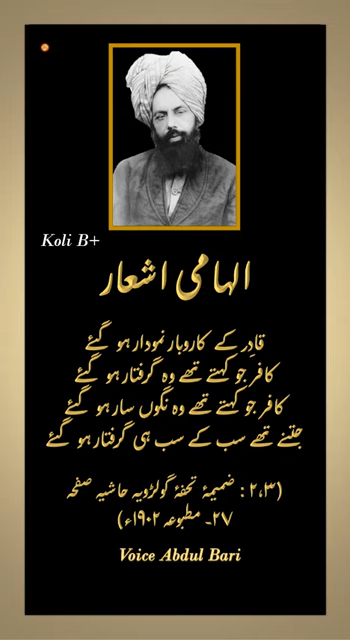 Koli B+
الہامی اشعار
قادر کے کاروبار نمودار ہو گئے
کافر جو کہتے تھے وہ گرفتار ہو گئے
کافر جو کہتے تھے وہ نگوں سار ہو گئے
جتنے تھے سب کے سب ہی گرفتار ہو گئے
(۲،۳ : ضمیمۂ تحفۂ گولڑویہ حاشیہ صفحہ
۲۷۔ مطبوعہ ۱۹۰۲ء)
Voice Abdul Bari